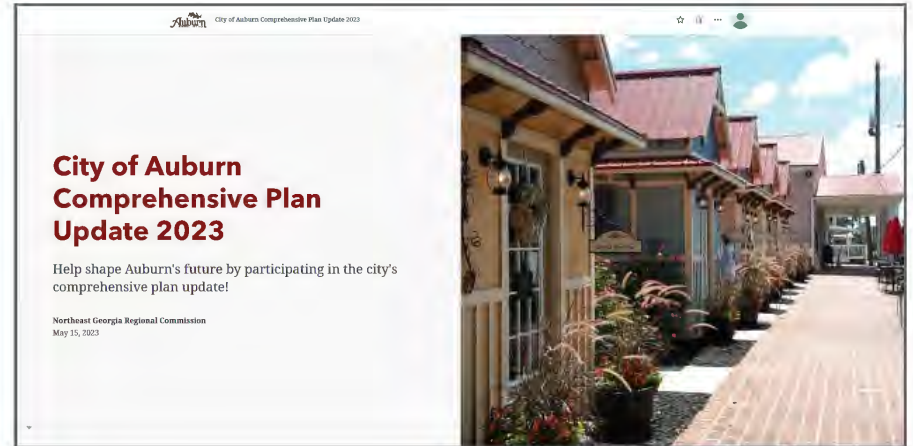 Auburn
City of Auburn Comprehensive Plan Update 2023
City of Auburn
Comprehensive Plan
Update 2023
Help shape Auburn's future by participating in the city's
comprehensive plan update!
Northeast Georgia Regional Commission
May 15, 2023